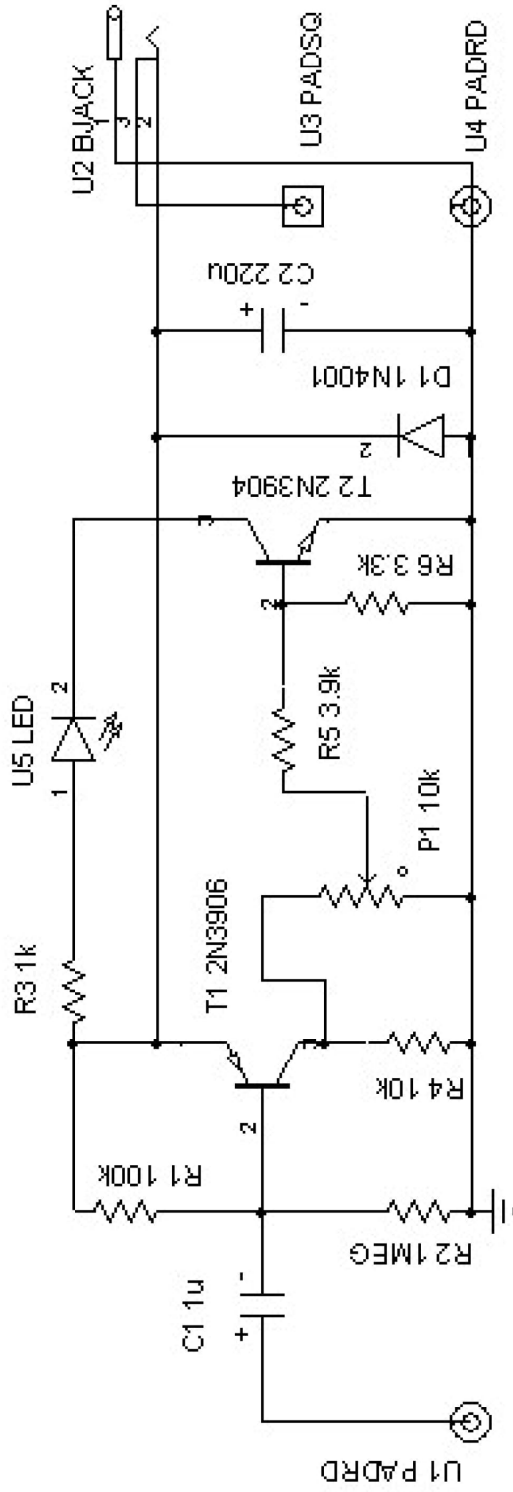 U2 BJACK
1
3
2
U3 PADSQ
U4 PADRD
C2 220u
+
-
D1 1N4001
2
T2 2N3904
3
2
R6 3.3k
U5 LED
1
2
R5 3.9k
P1 10k
R3 1k
T1 2N3906
2
3
R4 10k
R1 100k
R2 1MEG
C1 1u
+
-
U1 PADRD